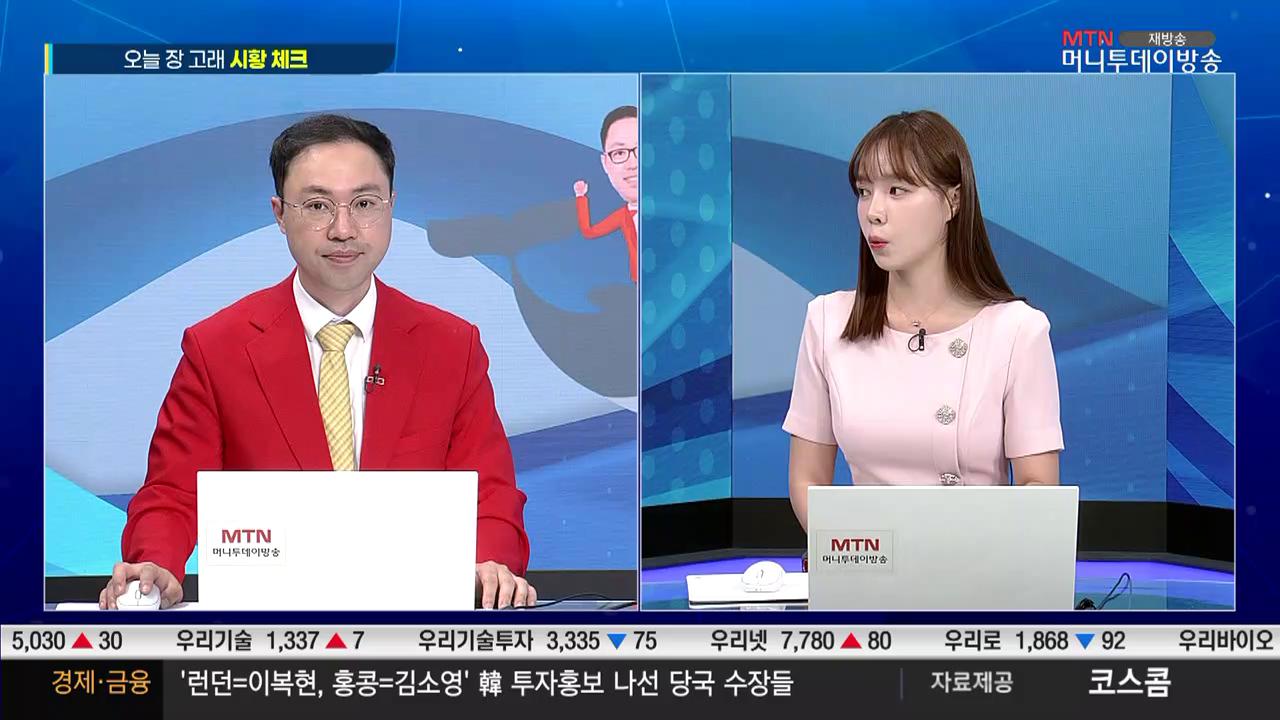 오늘 장 고래 시황 체크
MTN 재방송
머니투데이방송
MTN
머니투데이방송
MTN
머니투데이방송
5,030 ▲ 30 우리기술 1,337 ▲ 7 우리기술투자 3,335 ▼ 75 우리넷 7,780 ▲ 80 우리로 1,868 ▼ 92 우리바이오
경제·금융 '런던=이복현, 홍콩=김소영' 韓 투자홍보 나선 당국 수장들 자료제공 코스콤